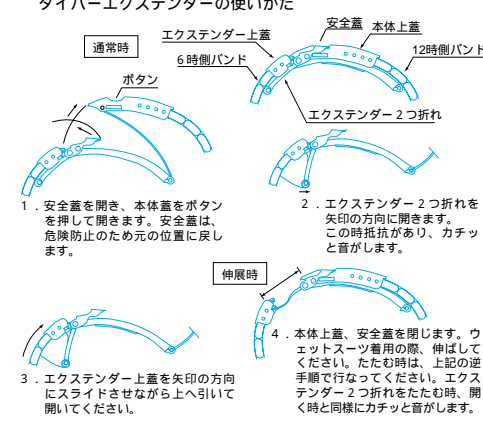 ダイバーエクステンダーの使いかた
通常時
エクステンダー上蓋
安全蓋
本体上蓋
6時側バンド
12時側バンド
ボタン
エクステンダー2つ折れ
1．安全蓋を開き、本体蓋をボタン
を押して開きます。安全蓋は、
危険防止のため元の位置に戻し
ます。
2．エクステンダー2つ折れを
矢印の方向に開きます。
この時抵抗があり、カチッ
と音がします。
伸展時
3．エクステンダー上蓋を矢印の方向
にスライドさせながら上へ引いて
開いてください。
4．本体上蓋、安全蓋を閉じます。ウ
ェットスーツ着用の際、伸ばして
ください。たたむ時は、上記の逆
手順で行なってください。エクス
テンダー2つ折れをたたむ時、開
く時と同様にカチッと音がします。